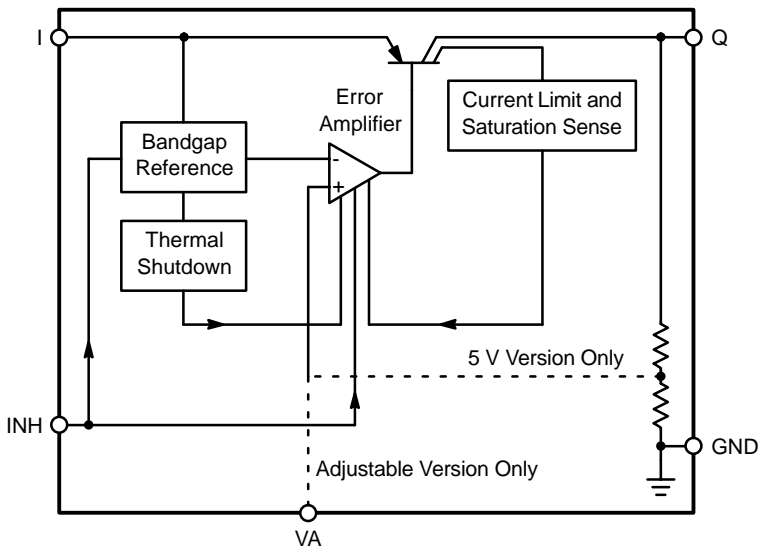 I
Q
Error
Amplifier
Current Limit and
Saturation Sense
Bandgap
Reference
-
+
Thermal
Shutdown
5 V Version Only
INH
GND
Adjustable Version Only
VA